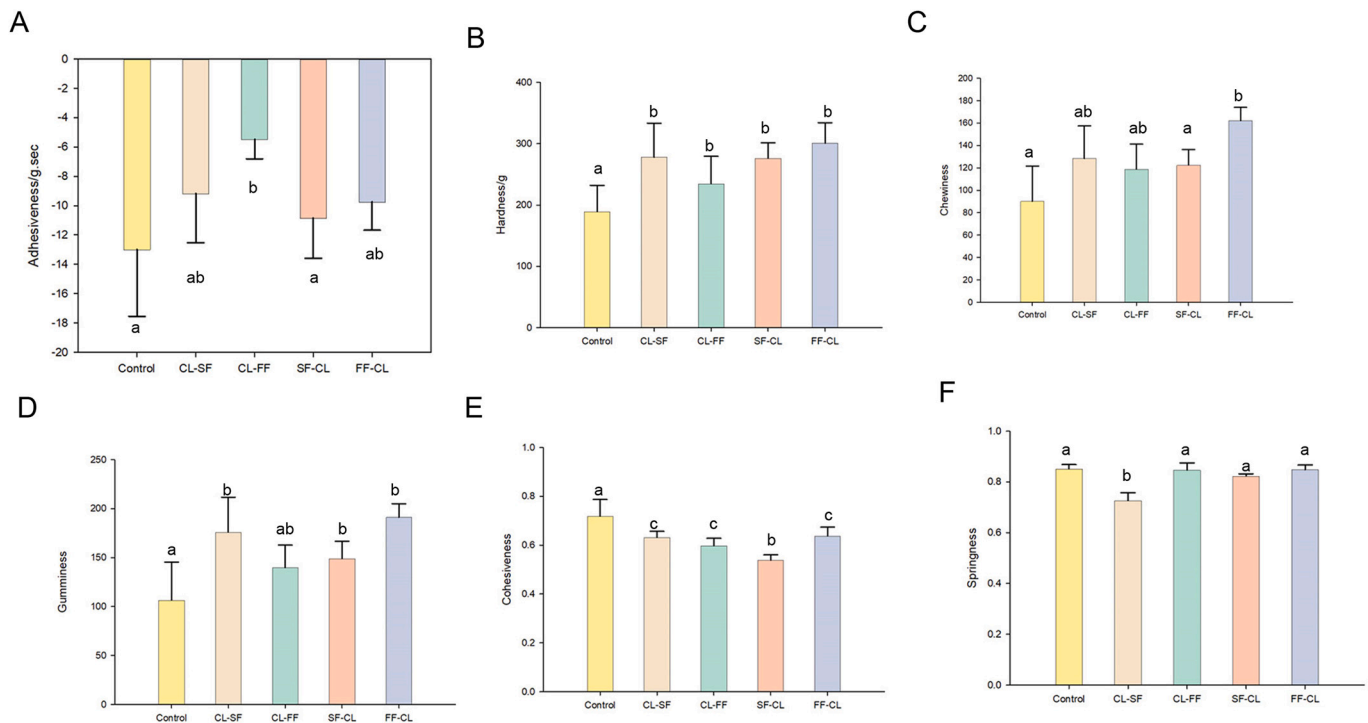 A
Adhesiveness/g.sec
0
-2
-4
-6
-8
-10
-12
-14
-16
-18
-20
a
ab
b
a
ab
Control CL-SF CL-FF SF-CL FF-CL
B
Hardness/g
400
300
200
100
0
a
b
b
b
b
Control CL-SF CL-FF SF-CL FF-CL
C
Chewiness
200
180
160
140
120
100
80
60
40
20
0
a
ab
ab
a
b
Control CL-SF CL-FF SF-CL FF-CL
D
Gumminess
250
200
150
100
50
0
a
b
ab
b
b
Control CL-SF CL-FF SF-CL FF-CL
E
Cohesiveness
1.0
0.8
0.6
0.4
0.2
0.0
a
c
c
b
c
Control CL-SF CL-FF SF-CL FF-CL
F
Springness
1.0
0.8
0.6
0.4
0.2
0.0
a
b
a
a
a
Control CL-SF CL-FF SF-CL FF-CL